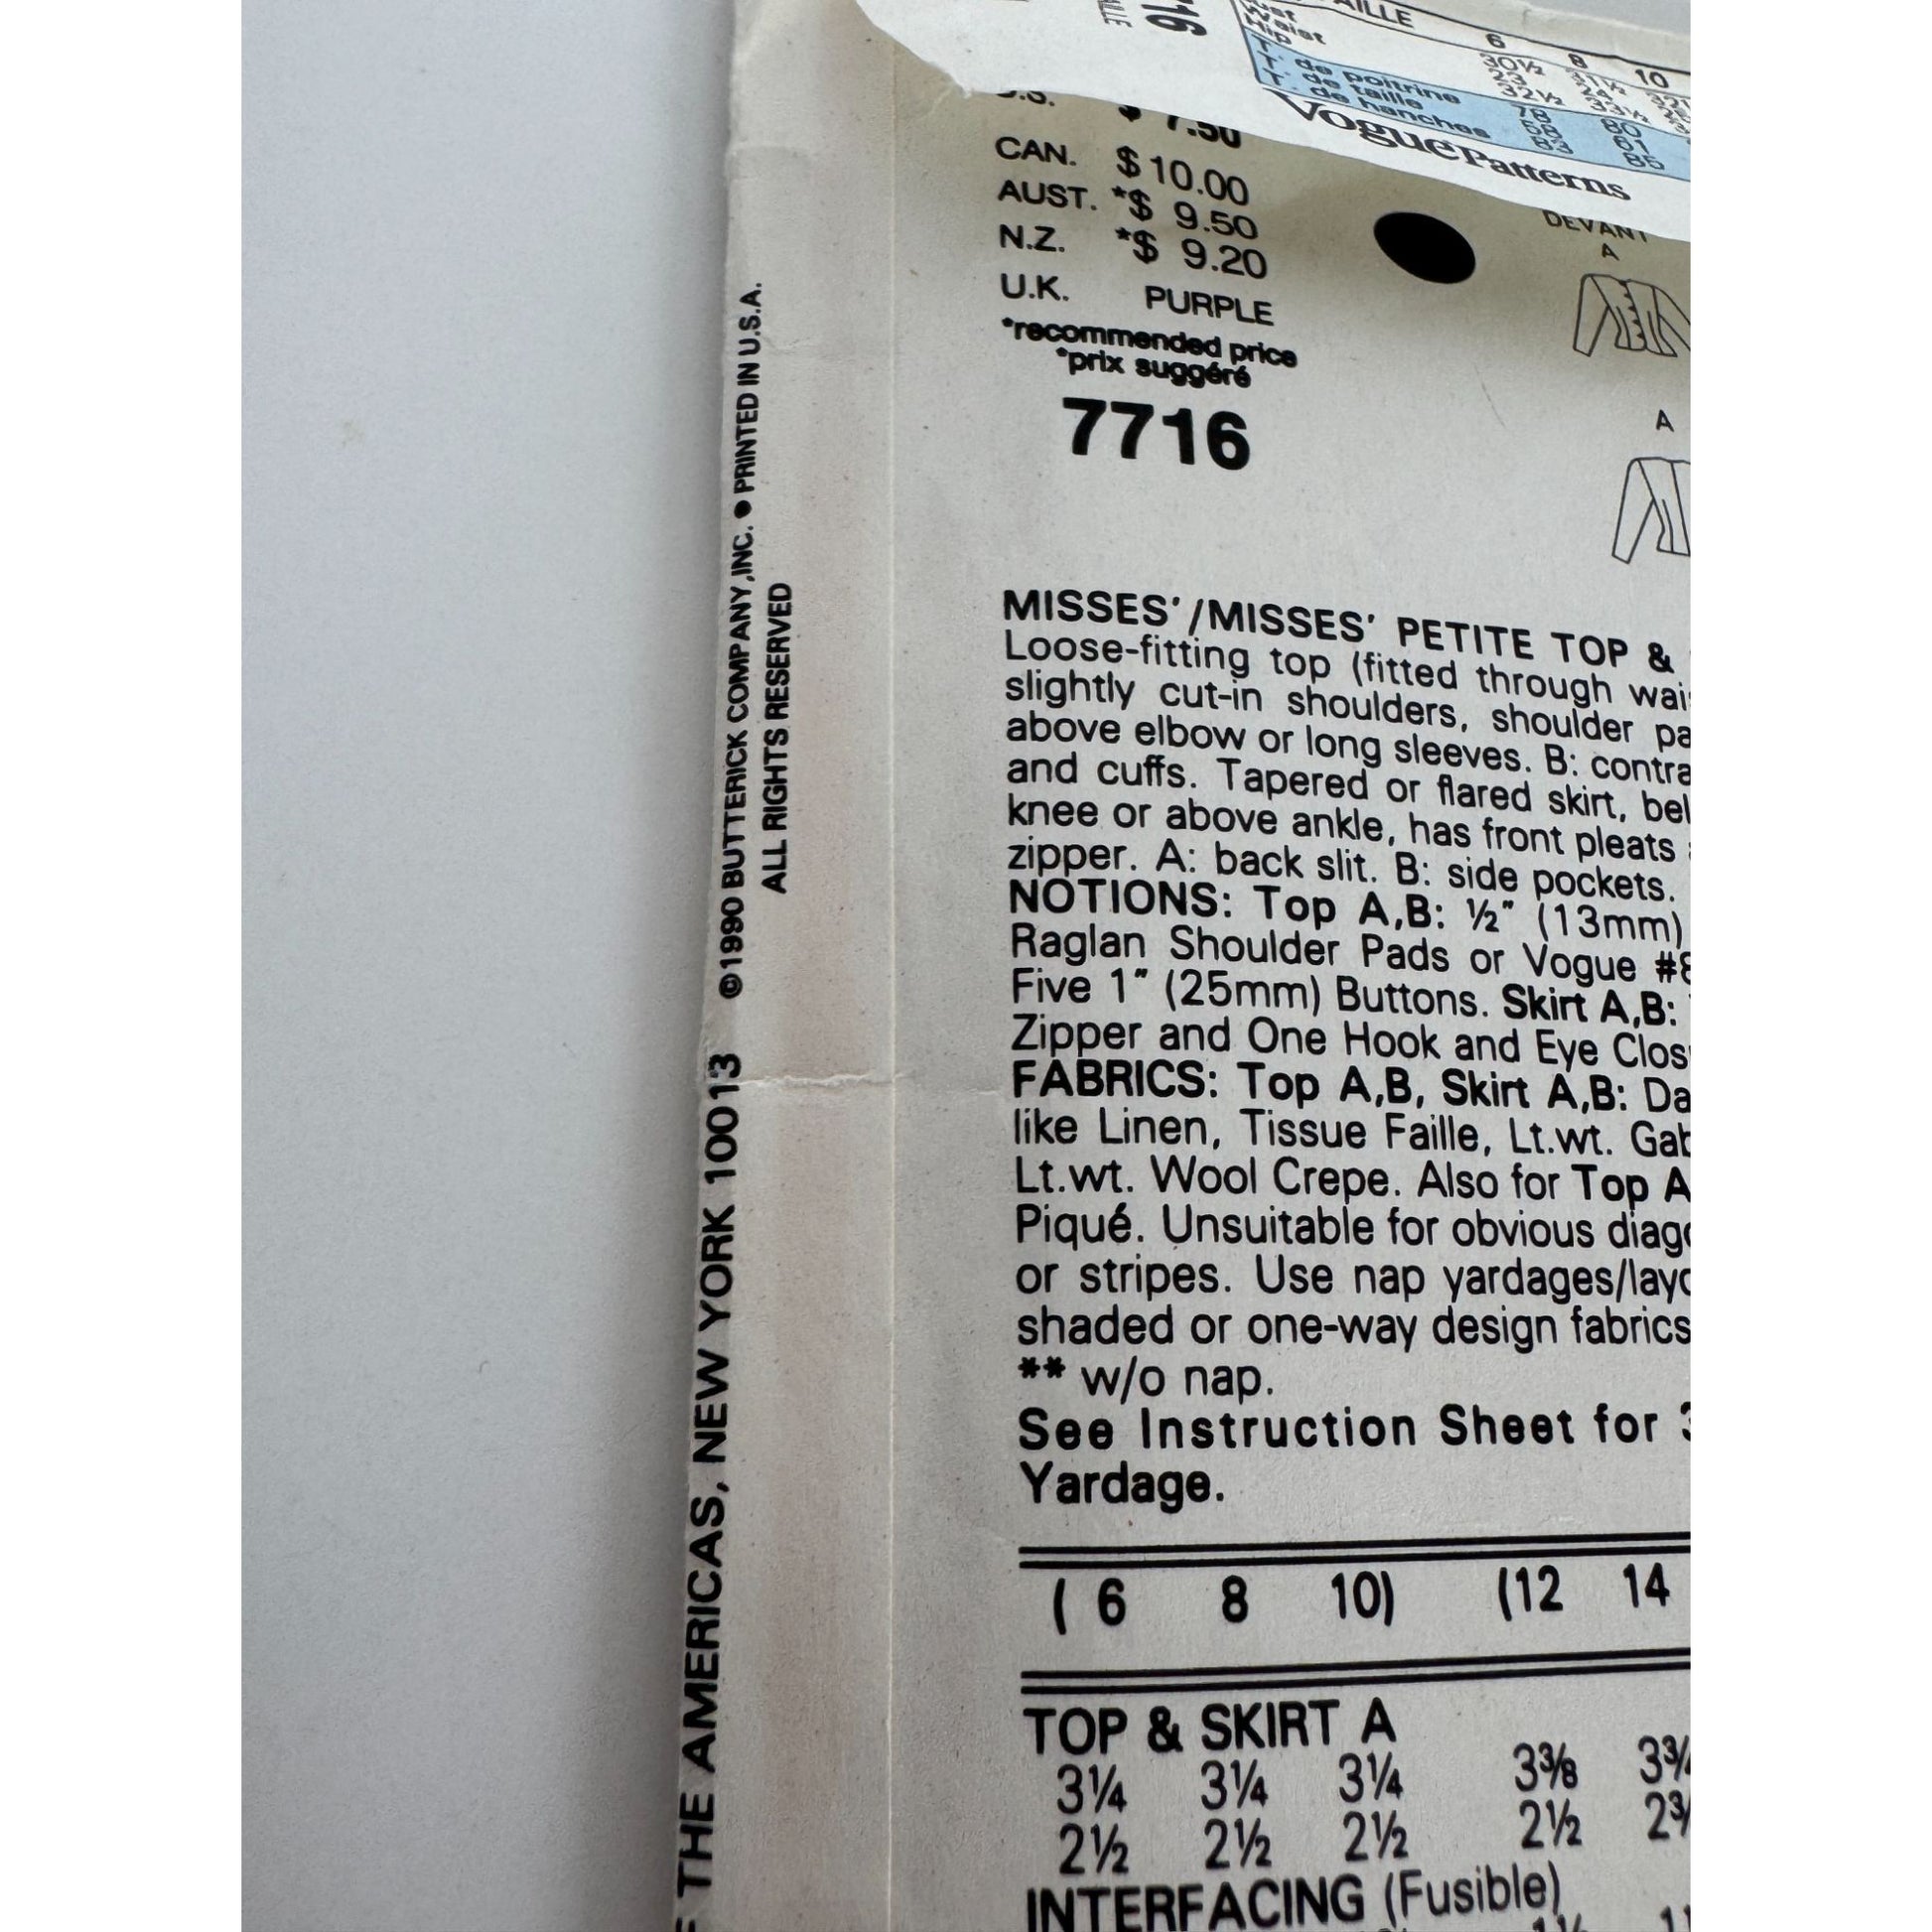 6 8 10
30½ 31½
23 24
32½ 33½
Hip
T. de poitrine 78 80
T. de taille 58 61
T. de hanches 83 85
Vogue Patterns
$ 7.50
CAN. $ 10.00
AUST. *$ 9.50
N.Z. *$ 9.20
U.K. PURPLE
*recommended price
*prix suggéré
7716
DEVANT
A
A
MISSES'/MISSES' PETITE TOP &
Loose-fitting top (fitted through
slightly cut-in shoulders, shoulder
above elbow or long sleeves. B:
and cuffs. Tapered or flared skirt,
knee or above ankle, has front pleats
zipper. A: back slit. B: side pockets.
NOTIONS: Top A,B: ½" (13mm)
Raglan Shoulder Pads or Vogue
Five 1" (25mm) Buttons. Skirt A,B:
Zipper and One Hook and Eye
FABRICS: Top A,B, Skirt A,B:
like Linen, Tissue Faille, Lt.wt.
Lt.wt. Wool Crepe. Also for Top A
Piqué. Unsuitable for obvious
or stripes. Use nap
shaded or one-way design fabrics
** w/o nap.
See Instruction Sheet for
Yardage.
( 6 8 10) (12 14
TOP & SKIRT A
3¼ 3¼ 3¼ 3⅜
2½ 2½ 2½ 2½
INTERFACING (Fusible)
THE AMERICAS, NEW YORK 10013 ©1990 BUTTERICK COMPANY,INC. ● PRINTED IN U.S.A.
ALL RIGHTS RESERVED